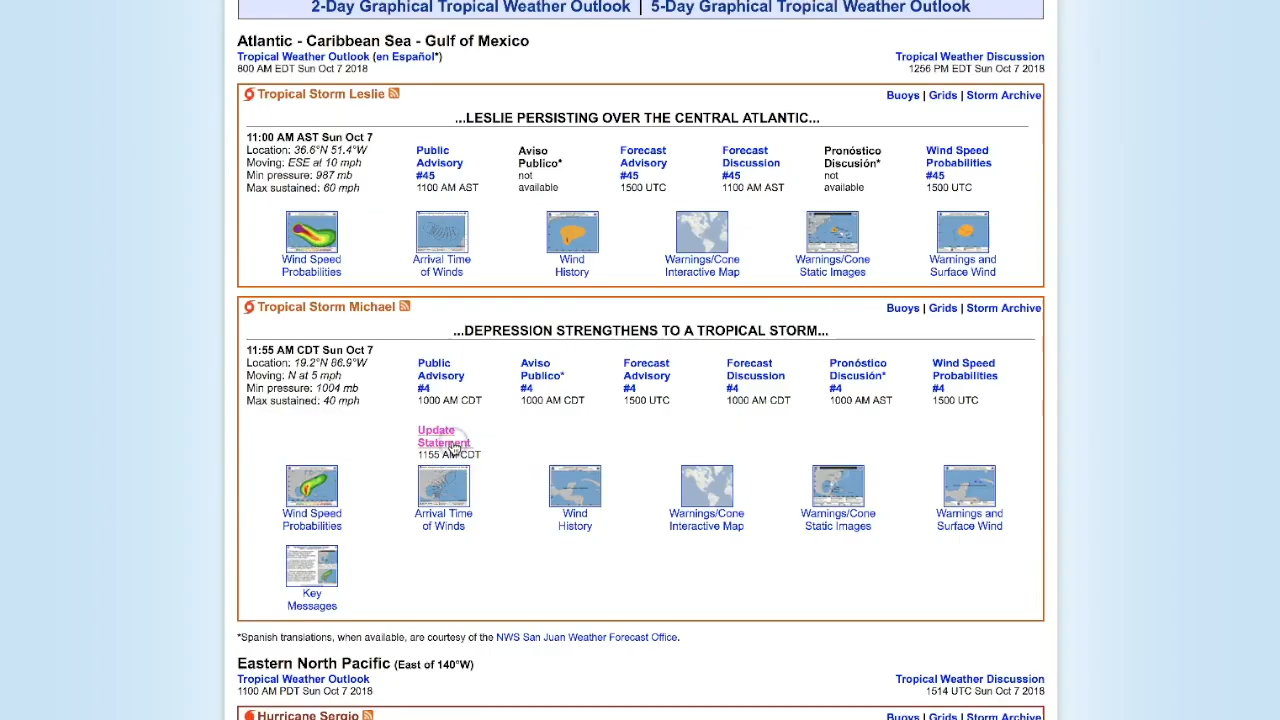 2-Day Graphical Tropical Weather Outlook | 5-Day Graphical Tropical Weather Outlook
Atlantic - Caribbean Sea - Gulf of Mexico
Tropical Weather Outlook (en Español*)
800 AM EDT Sun Oct 7 2018
Tropical Weather Discussion
1256 PM EDT Sun Oct 7 2018
Tropical Storm Leslie
Buoys | Grids | Storm Archive
...LESLIE PERSISTING OVER THE CENTRAL ATLANTIC...
11:00 AM AST Sun Oct 7
Location: 36.6°N 51.4°W
Moving: ESE at 10 mph
Min pressure: 987 mb
Max sustained: 60 mph
Public
Advisory
#45
1100 AM AST
Aviso
Publico*
not
available
Forecast
Advisory
#45
1500 UTC
Forecast
Discussion
#45
1100 AM AST
Pronóstico
Discusión*
not
available
Wind Speed
Probabilities
#45
1500 UTC
Wind Speed
Probabilities
Arrival Time
of Winds
Wind
History
Warnings/Cone
Interactive Map
Warnings/Cone
Static Images
Warnings and
Surface Wind
Tropical Storm Michael
Buoys | Grids | Storm Archive
...DEPRESSION STRENGTHENS TO A TROPICAL STORM...
11:55 AM CDT Sun Oct 7
Location: 19.2°N 86.9°W
Moving: N at 5 mph
Min pressure: 1004 mb
Max sustained: 40 mph
Public
Advisory
#4
1000 AM CDT
Aviso
Publico*
#4
1000 AM CDT
Forecast
Advisory
#4
1500 UTC
Forecast
Discussion
#4
1000 AM CDT
Pronóstico
Discusión*
#4
1000 AM AST
Wind Speed
Probabilities
#4
1500 UTC
Update
Statement
1155 AM CDT
Wind Speed
Probabilities
Arrival Time
of Winds
Wind
History
Warnings/Cone
Interactive Map
Warnings/Cone
Static Images
Warnings and
Surface Wind
Key
Messages
*Spanish translations, when available, are courtesy of the NWS San Juan Weather Forecast Office.
Eastern North Pacific (East of 140°W)
Tropical Weather Outlook
1100 AM PDT Sun Oct 7 2018
Tropical Weather Discussion
1514 UTC Sun Oct 7 2018
Hurricane Sergio
Buoys | Grids | Storm Archive